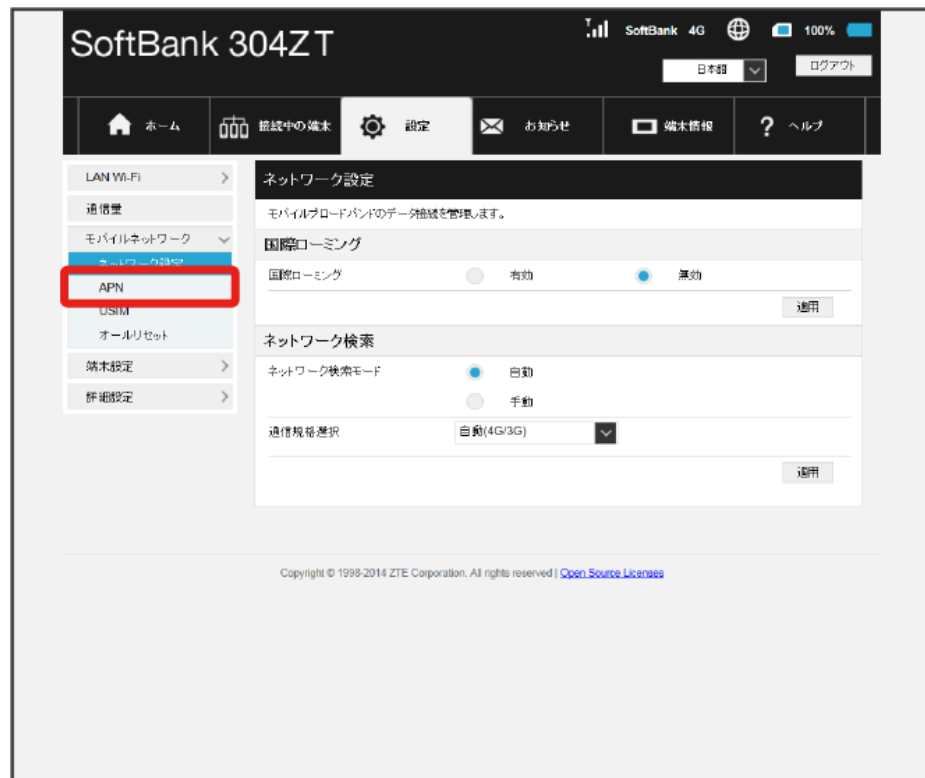 SoftBank 304ZT
SoftBank 4G 100%
日本語 ログアウト
ホーム 接続中の端末 設定 お知らせ 端末情報 ? ヘルプ
LAN Wi-Fi
通信量
モバイルネットワーク
ネットワーク設定
APN
USIM
オールリセット
端末設定
詳細設定
ネットワーク設定
モバイルブロードバンドのデータ接続を管理します。
国際ローミング
国際ローミング 有効 無効
適用
ネットワーク検索
ネットワーク検索モード 自動
手動
通信規格選択 自動(4G/3G)
適用
Copyright © 1998-2014 ZTE Corporation. All rights reserved | Open Source Licenses